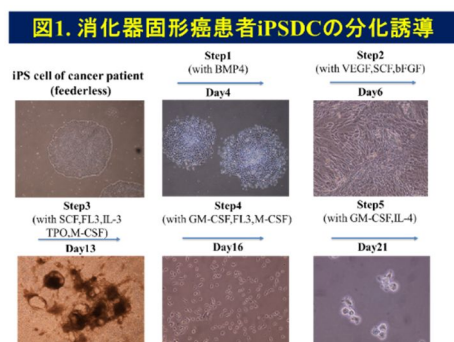 図1. 消化器固形癌患者iPSDCの分化誘導
iPS cell of cancer patient
(feederless)
Step1
(with BMP4)
Day4
Step2
(with VEGF,SCF,bFGF)
Day6
Step3
(with SCF,FL3,IL-3
TPO,M-CSF)
Day13
Step4
(with GM-CSF,FL3,M-CSF)
Day16
Step5
(with GM-CSF,IL-4)
Day21